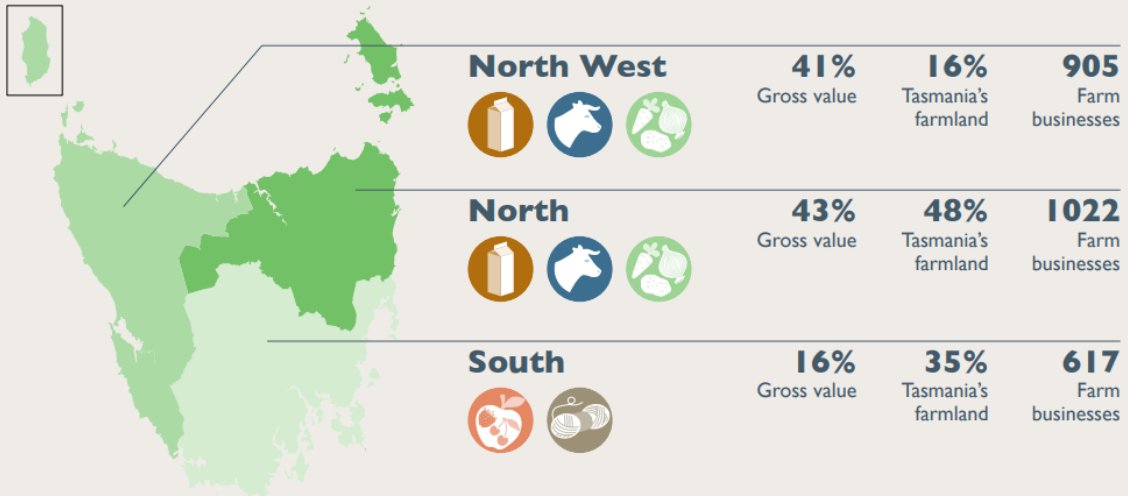 North West 41% 16% 905
Gross value Tasmania's Farm
farmland businesses
North 43% 48% 1022
Gross value Tasmania's Farm
farmland businesses
South 16% 35% 617
Gross value Tasmania's Farm
farmland businesses